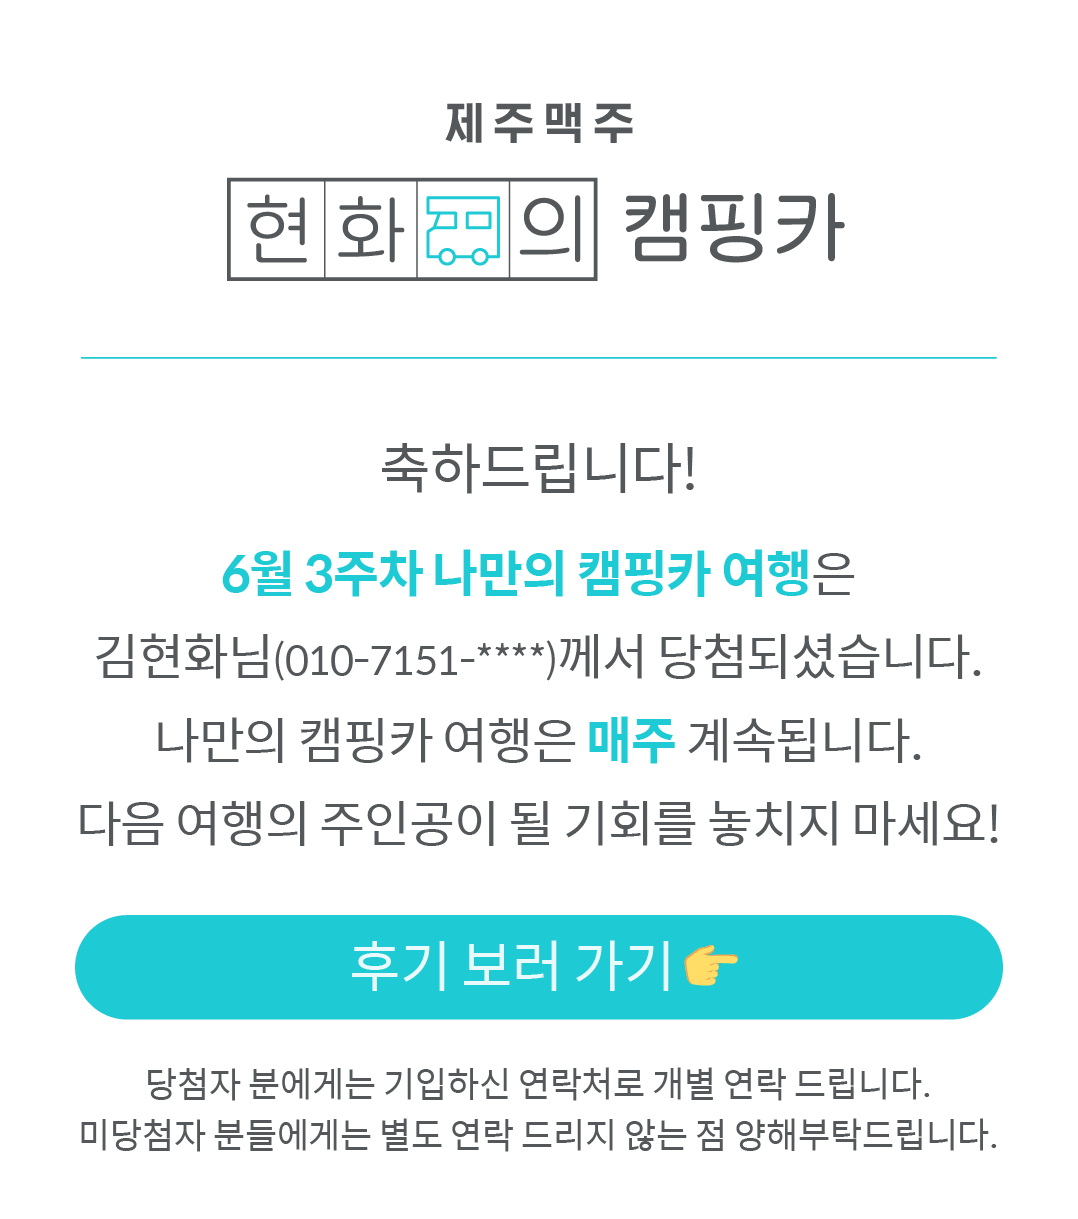 제주맥주
현화의 캠핑카
축하드립니다!
6월 3주차 나만의 캠핑카 여행은
김현화님(010-7151-****)께서 당첨되셨습니다.
나만의 캠핑카 여행은 매주 계속됩니다.
다음 여행의 주인공이 될 기회를 놓치지 마세요!
후기 보러 가기👉
당첨자 분에게는 기입하신 연락처로 개별 연락 드립니다.
미당첨자 분들에게는 별도 연락 드리지 않는 점 양해부탁드립니다.